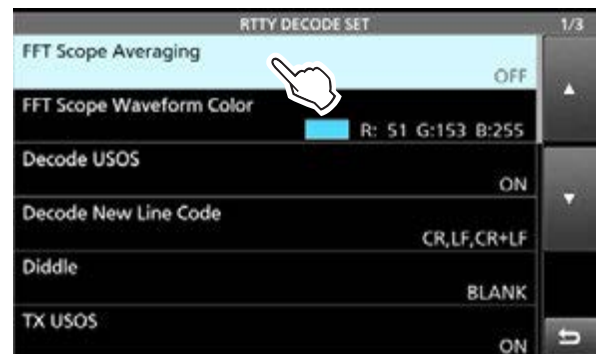 RTTY DECODE SET 1/3
FFT Scope Averaging
OFF
FFT Scope Waveform Color
R: 51 G:153 B:255
Decode USOS
ON
Decode New Line Code
CR,LF,CR+LF
Diddle
BLANK
TX USOS
ON